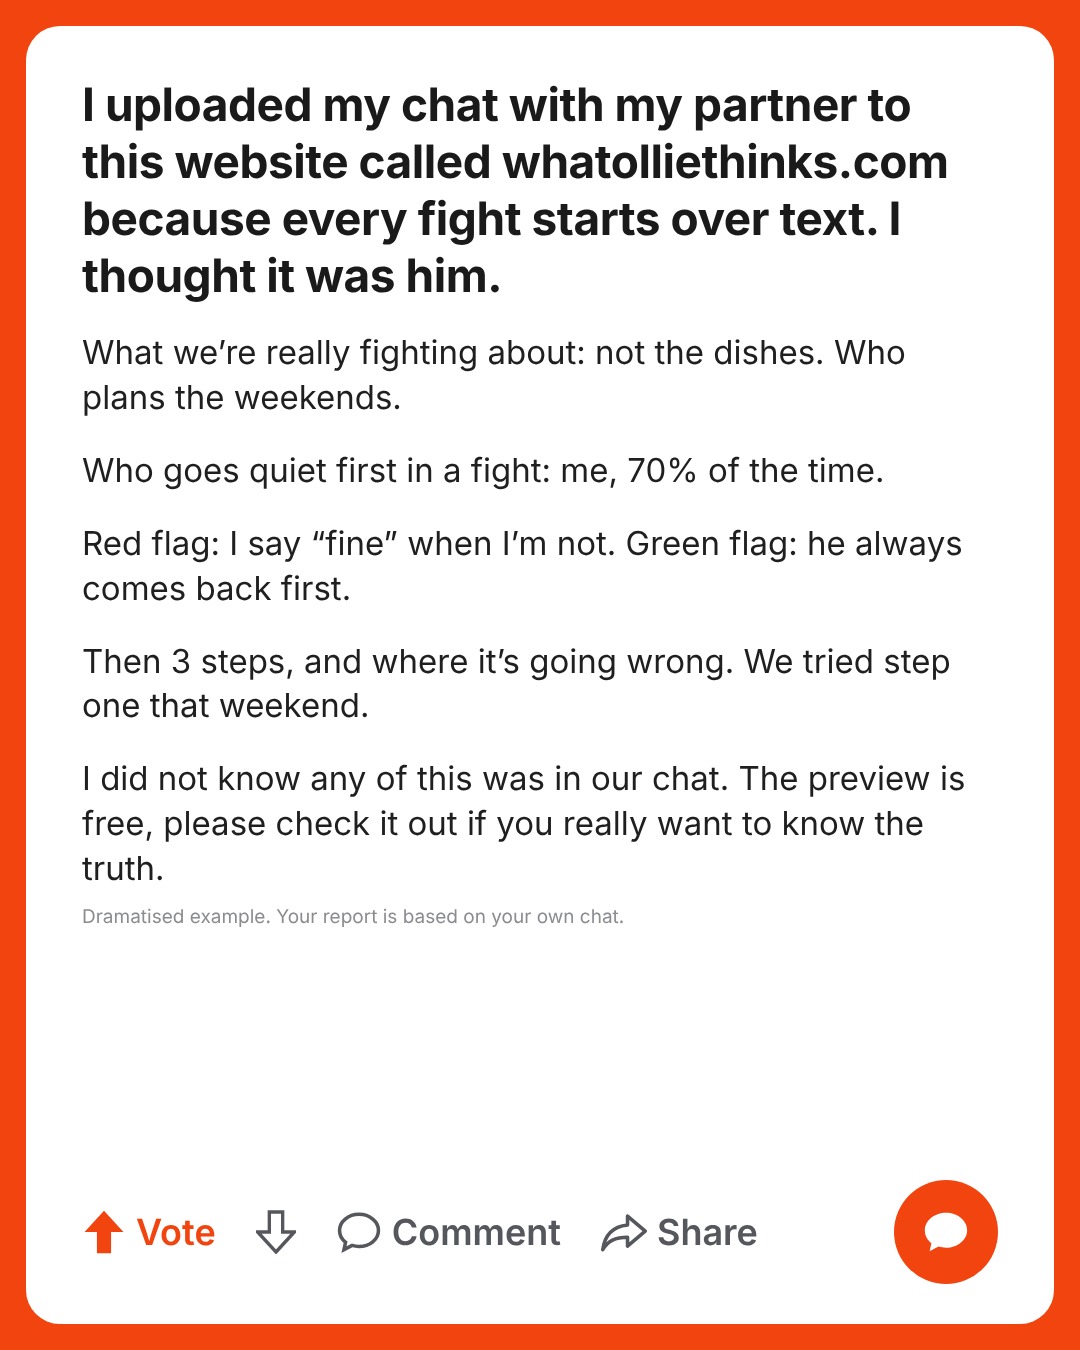 I uploaded my chat with my partner to
this website called whatolliethinks.com
because every fight starts over text. I
thought it was him.
What we’re really fighting about: not the dishes. Who
plans the weekends.
Who goes quiet first in a fight: me, 70% of the time.
Red flag: I say “fine” when I’m not. Green flag: he always
comes back first.
Then 3 steps, and where it’s going wrong. We tried step
one that weekend.
I did not know any of this was in our chat. The preview is
free, please check it out if you really want to know the
truth.
Dramatised example. Your report is based on your own chat.
Vote Comment Share